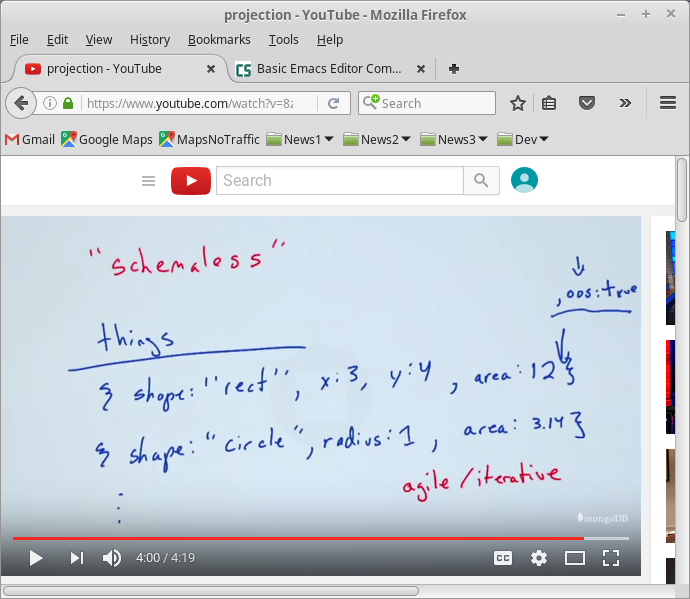 projection - YouTube - Mozilla Firefox
File Edit View History Bookmarks Tools Help
projection - YouTube
Basic Emacs Editor Com...
https://www.youtube.com/watch?v=8z
Search
Gmail Google Maps MapsNoTraffic News1 News2 News3 Dev
Search
"schemaless"
, oos:true
things
{ shape:"rect", x:3, y:4, area:12}
{ shape:"circle", radius:1, area: 3.14}
agile/iterative
⋮
mongoDB
4:00 / 4:19
CC